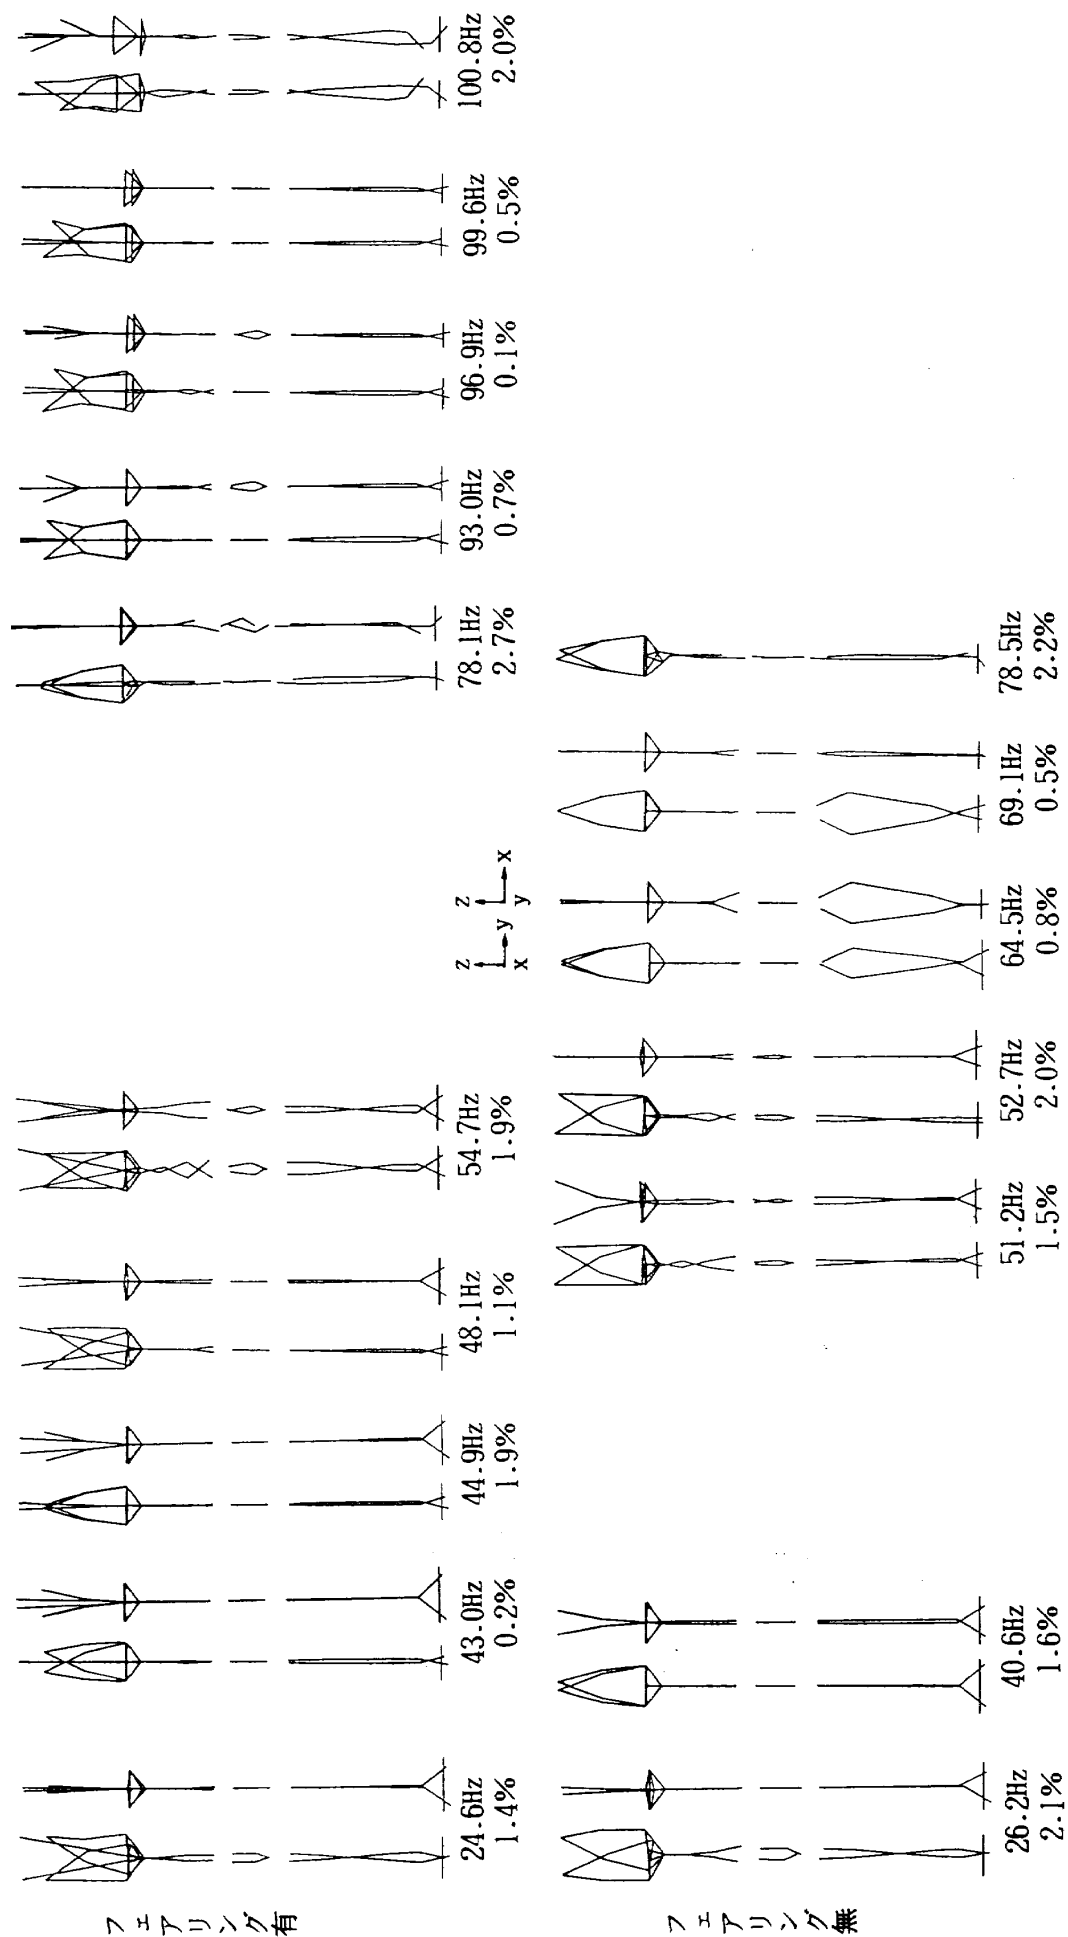 フェアリング有
24.6Hz
1.4%
43.0Hz
0.2%
44.9Hz
1.9%
48.1Hz
1.1%
54.7Hz
1.9%
78.1Hz
2.7%
93.0Hz
0.7%
96.9Hz
0.1%
99.6Hz
0.5%
100.8Hz
2.0%
z
y
x
z
x
y
フェアリング無
26.2Hz
2.1%
40.6Hz
1.6%
51.2Hz
1.5%
52.7Hz
2.0%
64.5Hz
0.8%
69.1Hz
0.5%
78.5Hz
2.2%